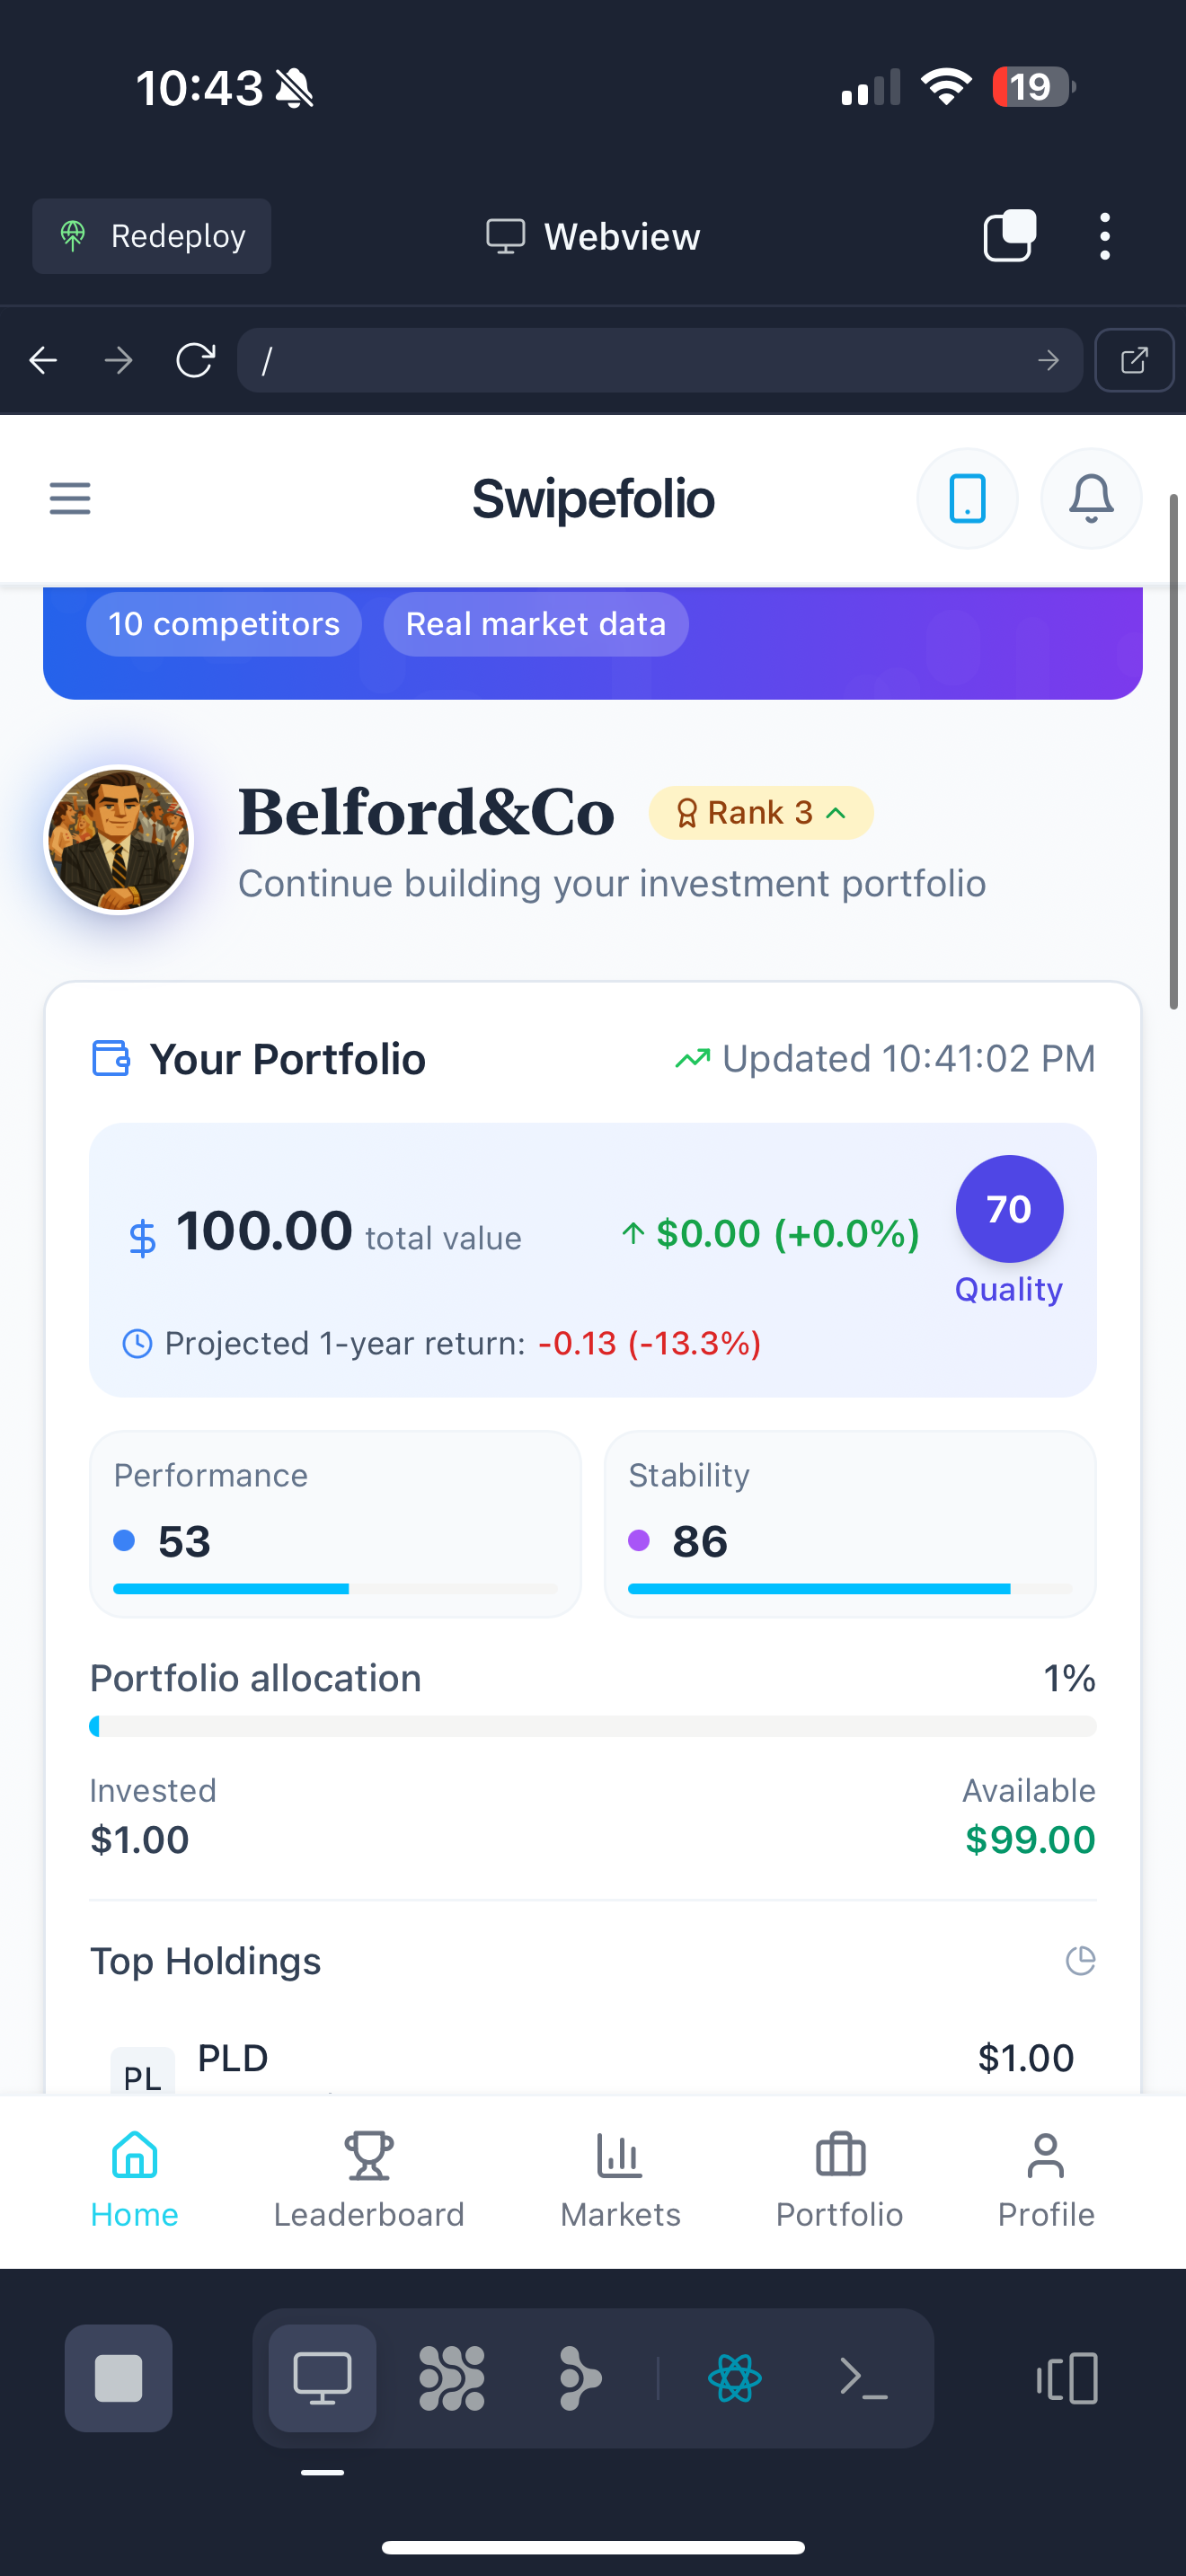 10:43
19
Redeploy
Webview
/
Swipefolio
10 competitors
Real market data
Belford&Co
Rank 3
Continue building your investment portfolio
Your Portfolio
Updated 10:41:02 PM
$ 100.00 total value
$0.00 (+0.0%)
70
Quality
Projected 1-year return: -0.13 (-13.3%)
Performance
53
Stability
86
Portfolio allocation
1%
Invested
Available
$1.00
$99.00
Top Holdings
PL
PLD
$1.00
Home
Leaderboard
Markets
Portfolio
Profile